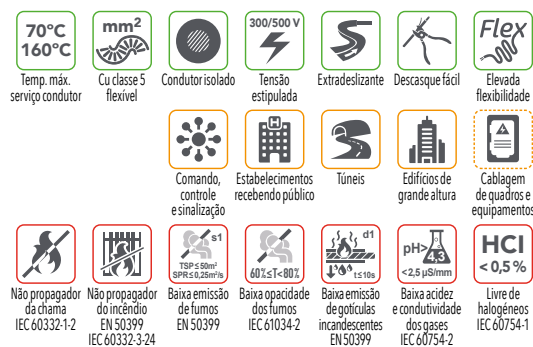 70°C
160°C
mm²
300/500 V
Flex
Temp. máx.
serviço condutor
Cu classe 5
flexível
Condutor isolado
Tensão
estipulada
Extradeslizante
Descasque fácil
Elevada
flexibilidade
H
Comando,
controle
e sinalização
Estabelecimentos
recebendo público
Túneis
Edifícios de
grande altura
Cablagem
de quadros e
equipamentos
s1
TSP≤50m²
SPR≤0,25m²/s
60%≤T<80%
d1
t≤10s
pH>
4.3
<2,5 µS/mm
HCI
< 0,5 %
Não propagador
da chama
IEC 60332-1-2
Não propagador
do incêndio
EN 50399
IEC 60332-3-24
Baixa emissão
de fumos
EN 50399
Baixa opacidade
dos fumos
IEC 61034-2
Baixa emissão
de gotículas
incandescentes
EN 50399
Baixa acidez
e condutividade
dos gases
IEC 60754-2
Livre de
halogéneos
IEC 60754-1